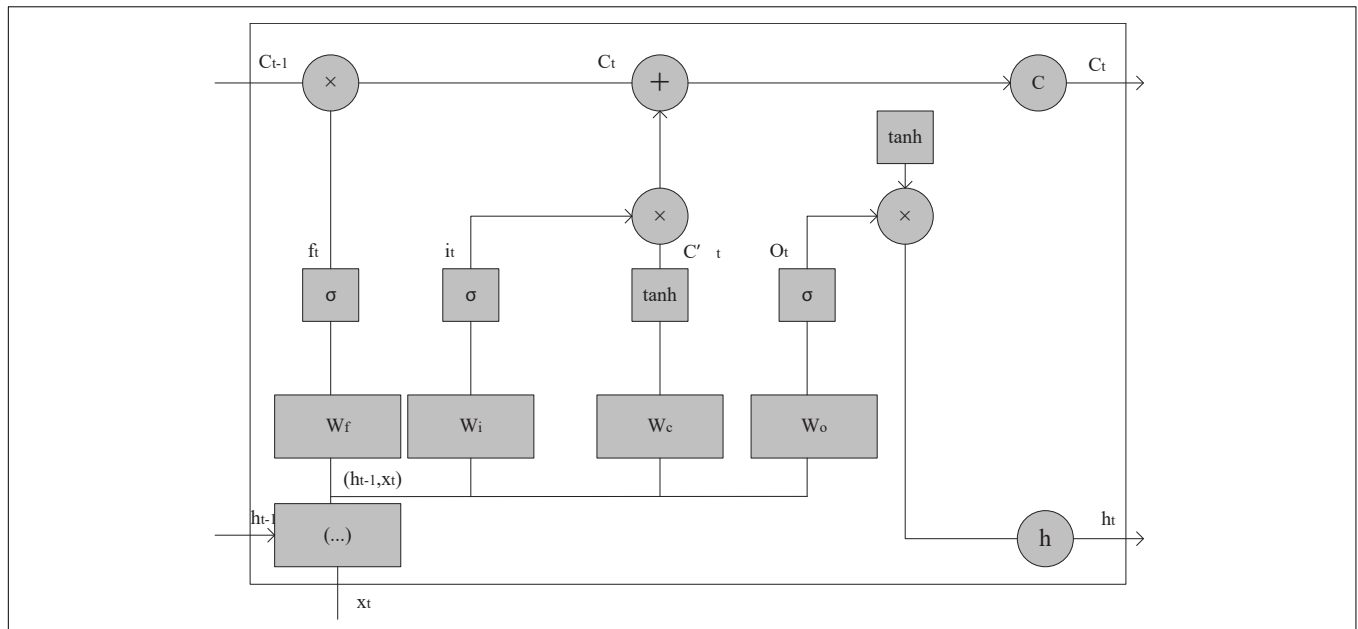 Ct-1
×
Ct
+
C
Ct
tanh
×
×
ft
it
C′ t
Ot
σ
σ
tanh
σ
Wf
Wi
Wc
Wo
(ht-1,xt)
ht-1
(...)
h
ht
xt